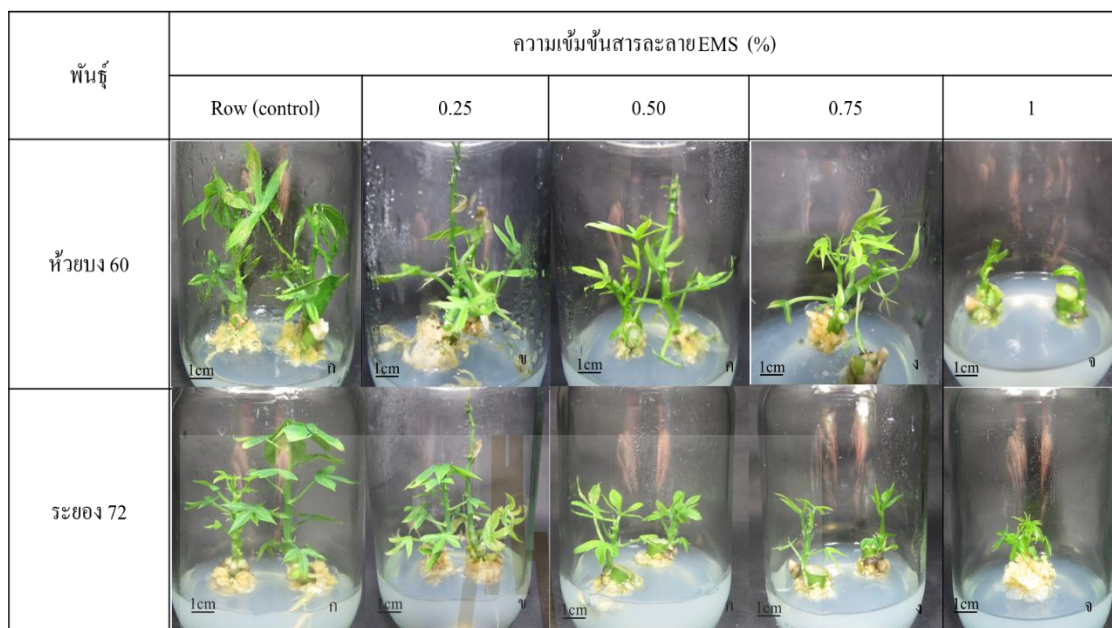 พันธุ์
ความเข้มข้นสารละลาย EMS (%)
Row (control)
0.25
0.50
0.75
1
ห้วยบง 60
1cm
ก
1cm
ข
1cm
ค
1cm
ง
1cm
จ
ระยอง 72
1cm
ก
1cm
ข
1cm
ค
1cm
ง
1cm
จ